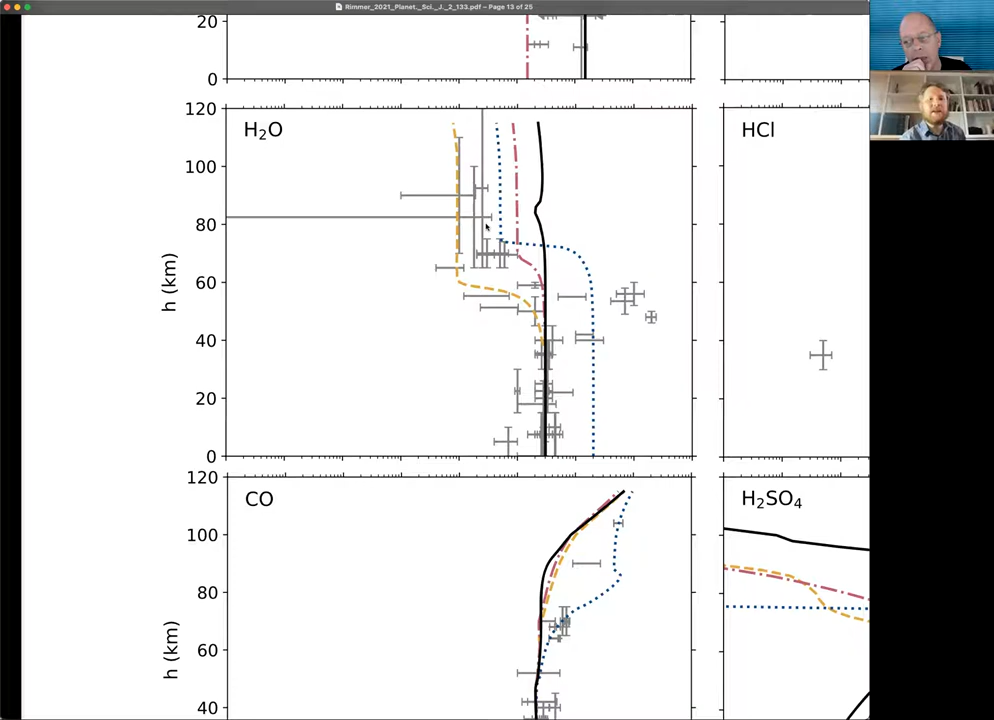 Rimmer_2021_Planet._Sci._J._2_133.pdf – Page 13 of 25
20
0
120
H₂O
HCl
100
80
60
h (km)
40
20
0
120
CO
H₂SO₄
100
80
60
h (km)
40